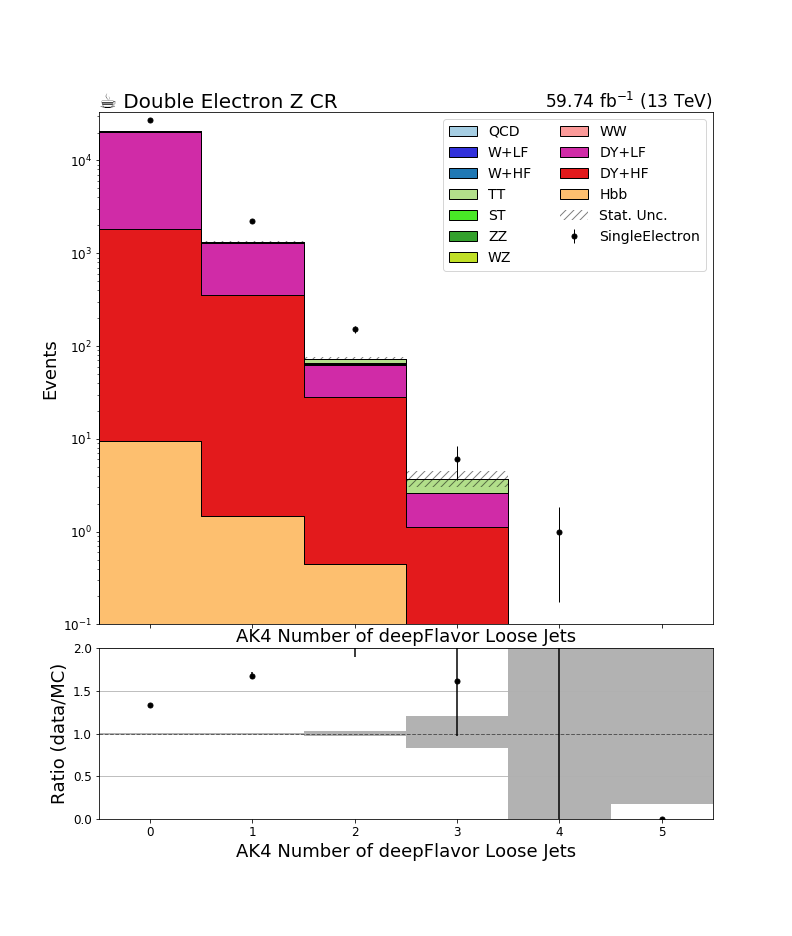 ☕ Double Electron Z CR 59.74 fb⁻¹ (13 TeV)
QCD WW
W+LF DY+LF
W+HF DY+HF
TT Hbb
ST Stat. Unc.
ZZ SingleElectron
WZ
Events
10⁴
10³
10²
10¹
10⁰
10⁻¹
AK4 Number of deepFlavor Loose Jets
Ratio (data/MC)
2.0
1.5
1.0
0.5
0.0
0 1 2 3 4 5
AK4 Number of deepFlavor Loose Jets